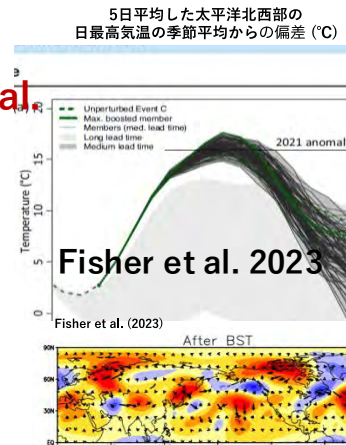 5日平均した太平洋北西部の
日最高気温の季節平均からの偏差 (℃)
al.
Unperturbed Event C
Max. boosted member
Members (med. lead time)
Long lead time
Medium lead time
2021 anomal
Temperature (°C)
20
15
10
5
0
Fisher et al. 2023
Fisher et al. (2023)
After BST
90N
60N
30N
EQ